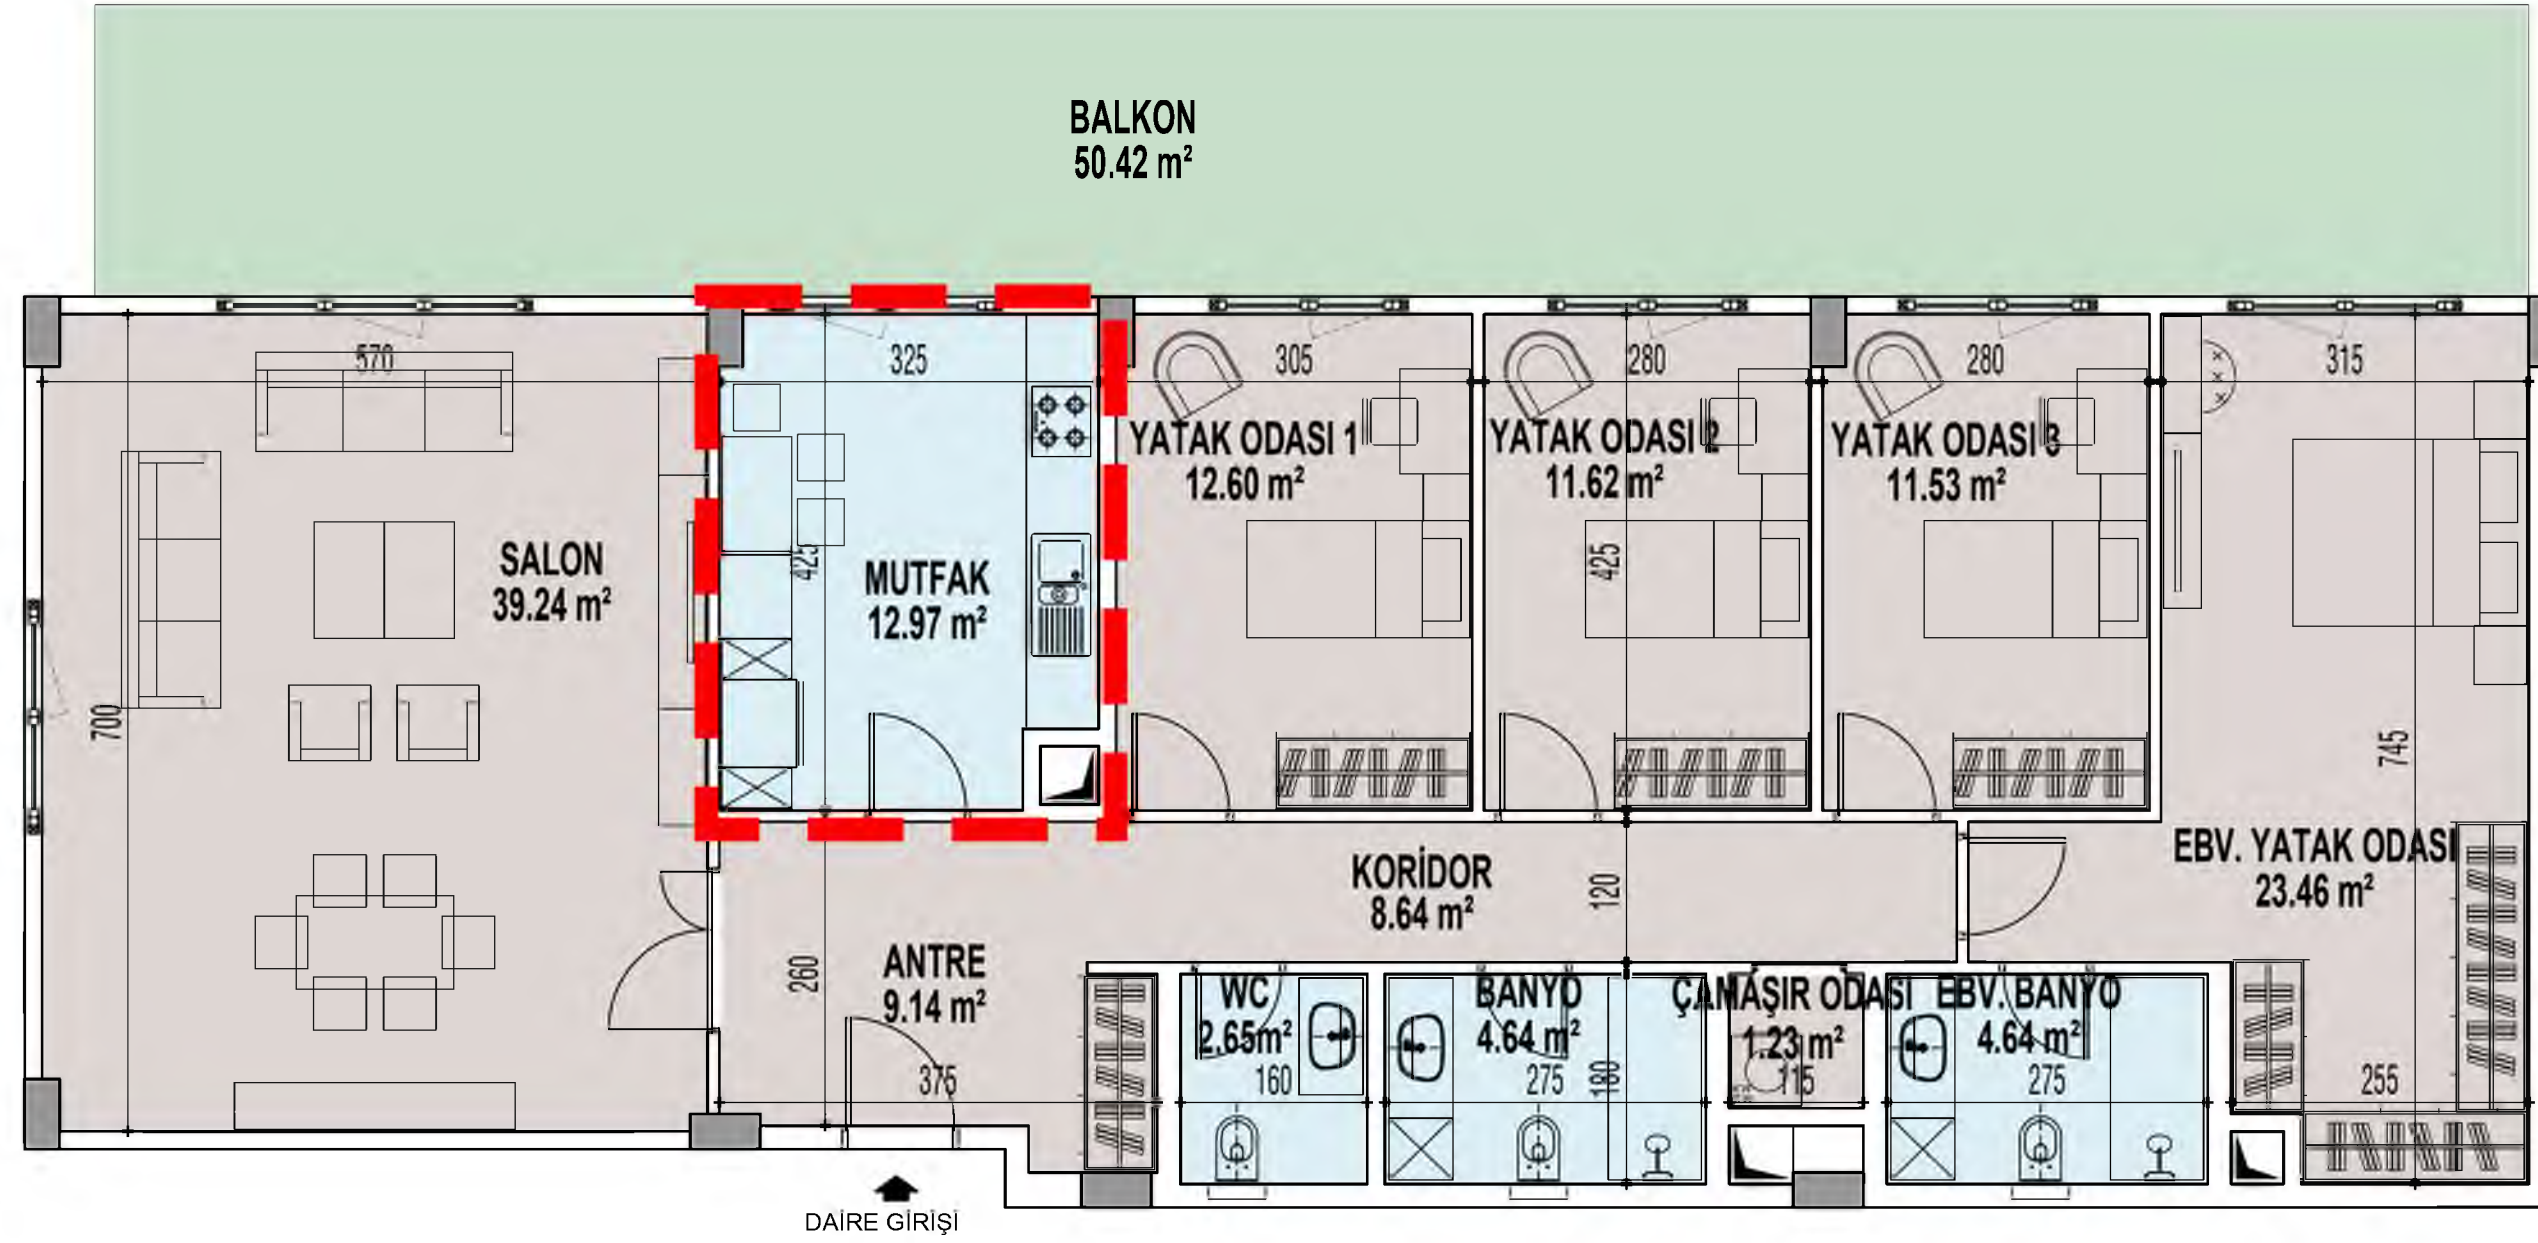 BALKON
50.42 m²
570
325
305
280
280
315
YATAK ODASI 1
12.60 m²
YATAK ODASI 2
11.62 m²
YATAK ODASI 3
11.53 m²
SALON
39.24 m²
425
MUTFAK
12.97 m²
425
700
745
EBV. YATAK ODASI
23.46 m²
KORİDOR
8.64 m²
120
ANTRE
9.14 m²
260
WC
2.65m²
BANYO
4.64 m²
ÇAMAŞIR ODASI
1.23 m²
EBV. BANYO
4.64 m²
375
160
275
180
115
275
255
DAİRE GİRİŞİ